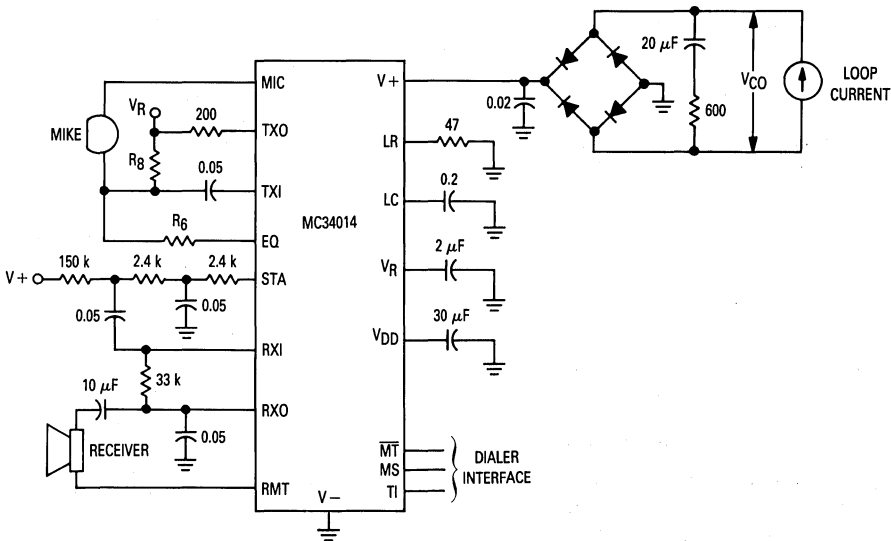 MIC
TXO
TXI
EQ
STA
RXI
RXO
RMT
V–
MC34014
V+
LR
LC
VR
VDD
MT
MS
TI
MIKE
VR
200
R8
0.05
R6
V+
150 k
2.4 k
2.4 k
0.05
0.05
33 k
10 µF
0.05
RECEIVER
0.02
47
0.2
2 µF
30 µF
DIALER
INTERFACE
20 µF
600
VCO
LOOP
CURRENT